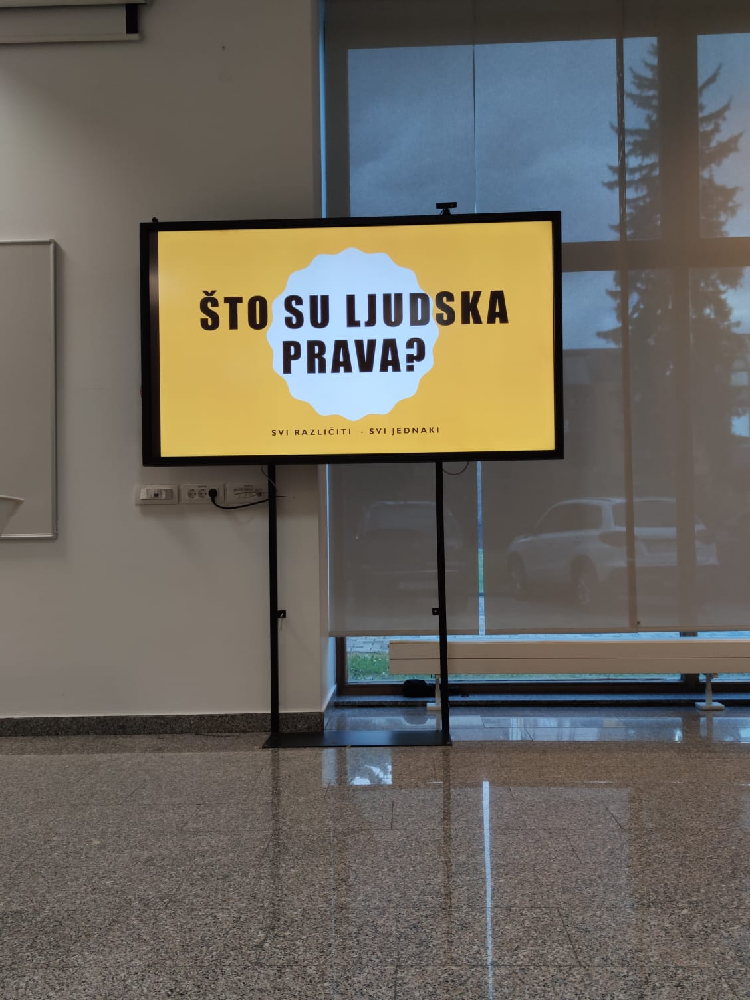 ŠTO SU LJUDSKA
PRAVA?
SVI RAZLIČITI - SVI JEDNAKI